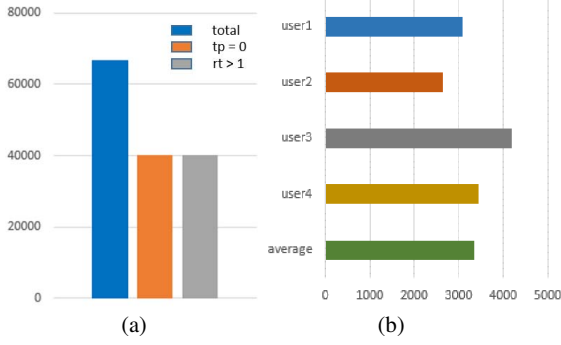 80000
60000
40000
20000
0
total
tp = 0
rt > 1
(a)
user1
user2
user3
user4
average
0 1000 2000 3000 4000 5000
(b)